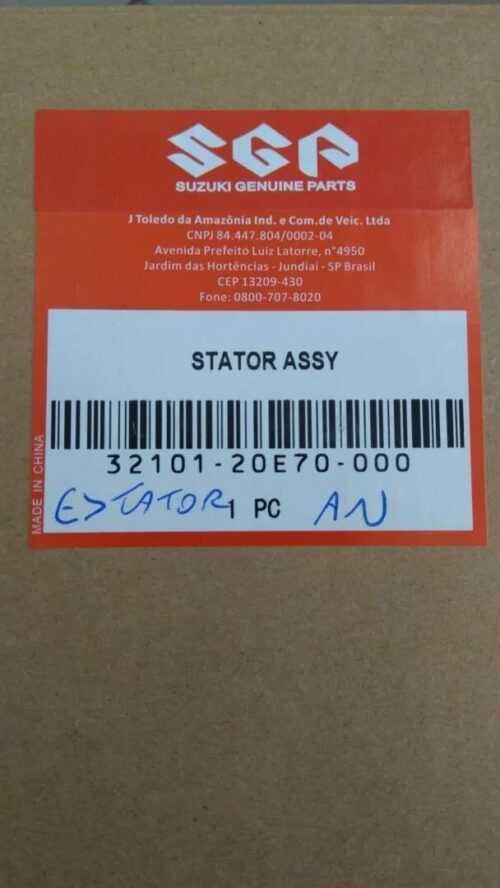 SGP
SUZUKI GENUINE PARTS
J Toledo da Amazônia Ind. e Com.de Veic. Ltda
CNPJ 84.447.804/0002-04
Avenida Prefeito Luiz Latorre, n°4950
Jardim das Hortências - Jundiaí - SP Brasil
CEP 13209-430
Fone: 0800-707-8020
STATOR ASSY
32101-20E70-000
ESTATOR 1 PC AN
MADE IN CHINA